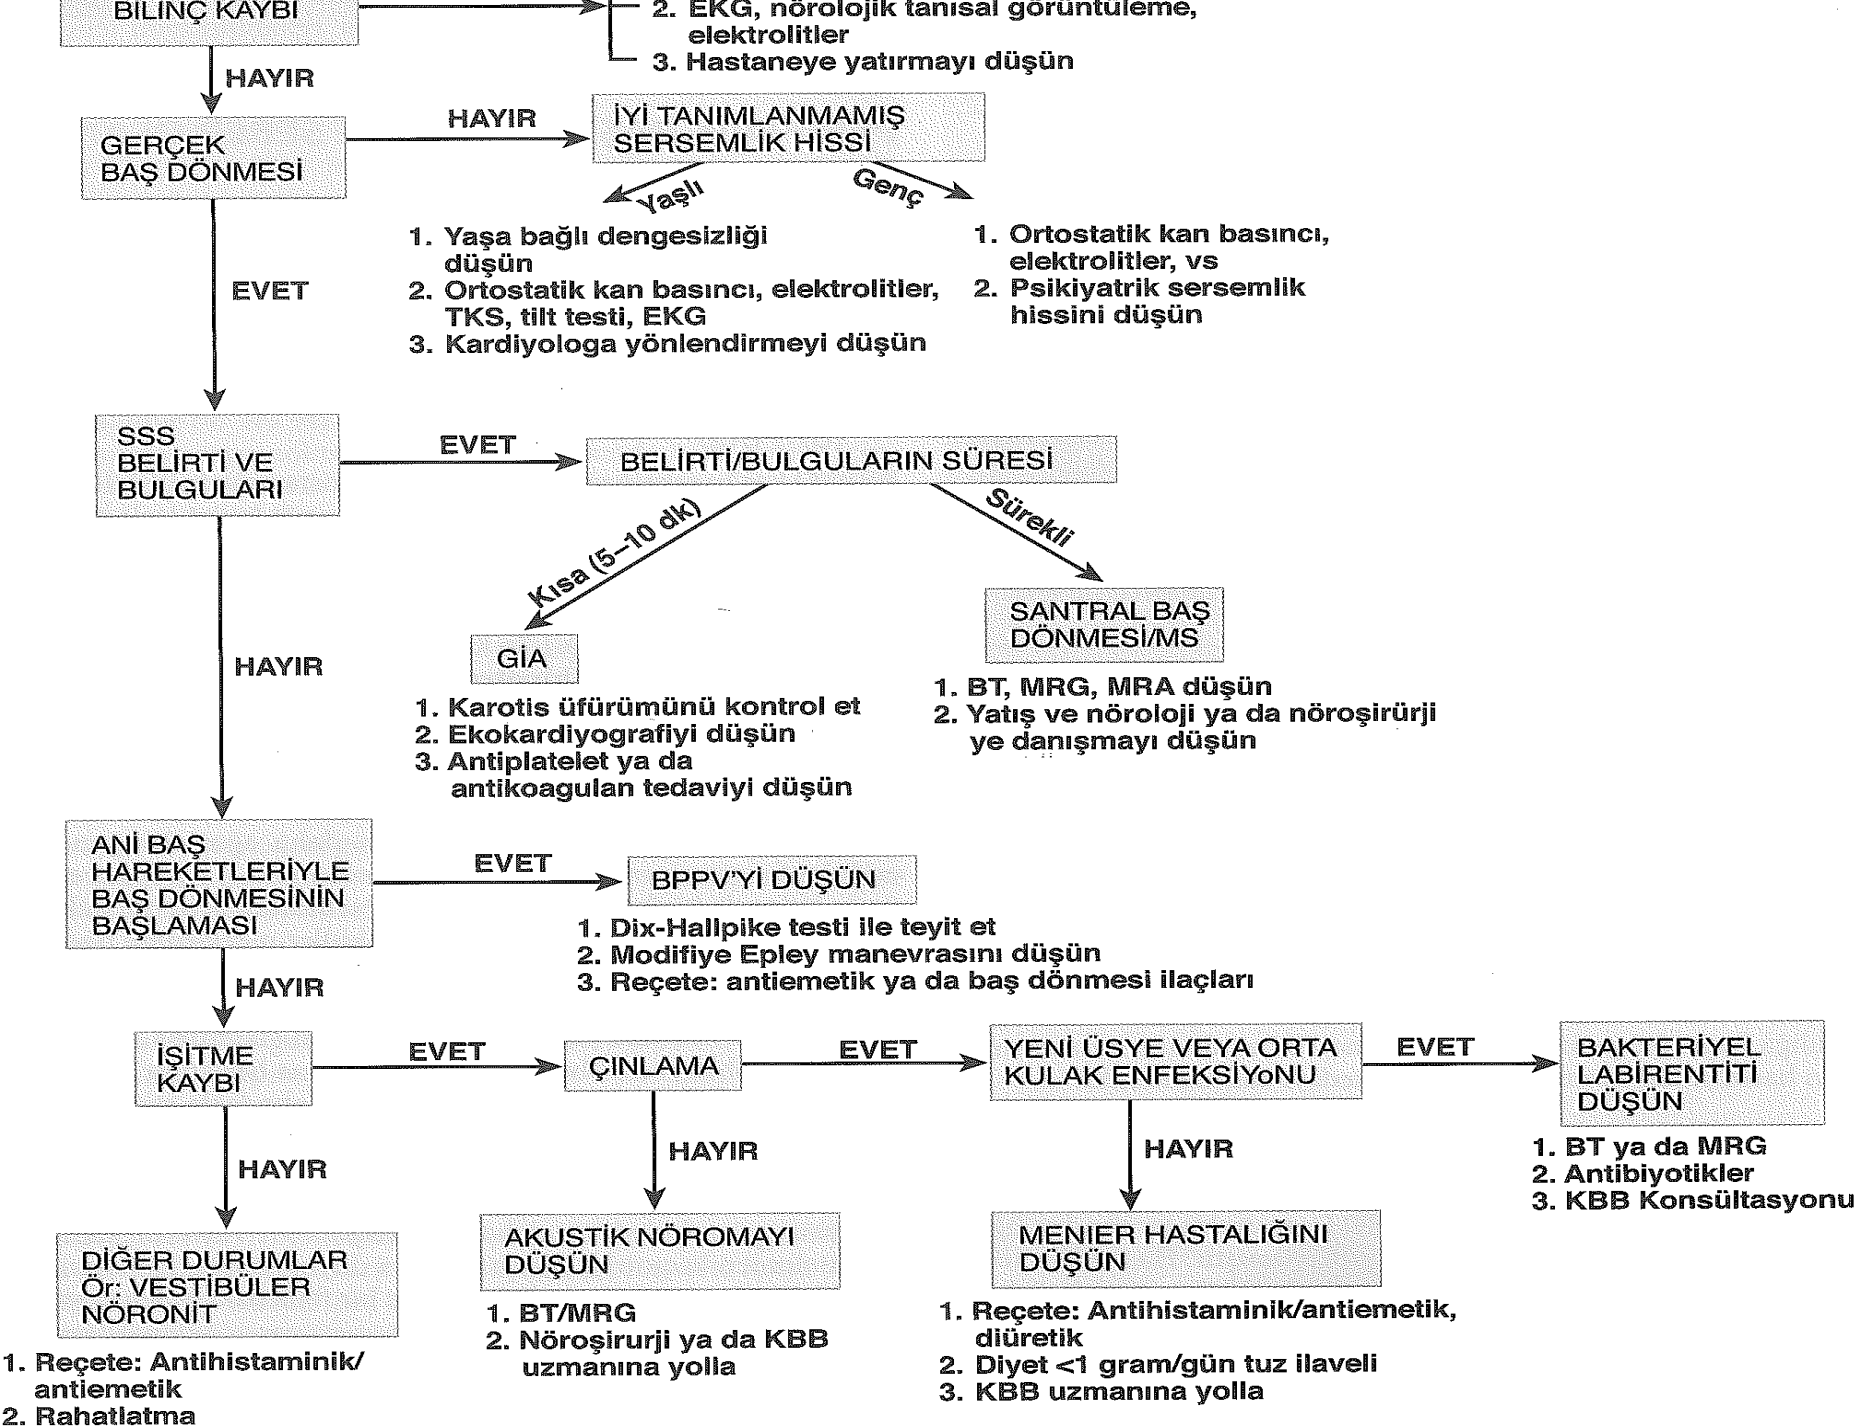 BİLİNÇ KAYBI
2. EKG, nörolojik tanısal görüntüleme,
elektrolitler
3. Hastaneye yatırmayı düşün
HAYIR
GERÇEK
BAŞ DÖNMESİ
HAYIR
İYİ TANIMLANMAMIŞ
SERSEMLİK HİSSİ
Yaşlı
Genç
1. Yaşa bağlı dengesizliği
düşün
2. Ortostatik kan basıncı, elektrolitler,
TKS, tilt testi, EKG
3. Kardiyologa yönlendirmeyi düşün
1. Ortostatik kan basıncı,
elektrolitler, vs
2. Psikiyatrik sersemlik
hissini düşün
EVET
SSS
BELİRTİ VE
BULGULARI
EVET
BELİRTİ/BULGULARIN SÜRESİ
Kısa (5–10 dk)
Sürekli
GİA
1. Karotis üfürümünü kontrol et
2. Ekokardiyografiyi düşün
3. Antiplatelet ya da
antikoagulan tedaviyi düşün
SANTRAL BAŞ
DÖNMESİ/MS
1. BT, MRG, MRA düşün
2. Yatış ve nöroloji ya da nöroşirürji
ye danışmayı düşün
HAYIR
ANİ BAŞ
HAREKETLERİYLE
BAŞ DÖNMESİNİN
BAŞLAMASI
EVET
BPPV'Yİ DÜŞÜN
1. Dix-Hallpike testi ile teyit et
2. Modifiye Epley manevrasını düşün
3. Reçete: antiemetik ya da baş dönmesi ilaçları
HAYIR
İŞİTME
KAYBI
EVET
ÇINLAMA
EVET
YENİ ÜSYE VEYA ORTA
KULAK ENFEKSİYoNU
EVET
BAKTERİYEL
LABİRENTİTİ
DÜŞÜN
1. BT ya da MRG
2. Antibiyotikler
3. KBB Konsültasyonu
HAYIR
HAYIR
HAYIR
DİĞER DURUMLAR
Ör: VESTİBÜLER
NÖRONİT
1. Reçete: Antihistaminik/
antiemetik
2. Rahatlatma
AKUSTİK NÖROMAYI
DÜŞÜN
1. BT/MRG
2. Nöroşirurji ya da KBB
uzmanına yolla
MENIER HASTALIĞINI
DÜŞÜN
1. Reçete: Antihistaminik/antiemetik,
diüretik
2. Diyet <1 gram/gün tuz ilaveli
3. KBB uzmanına yolla